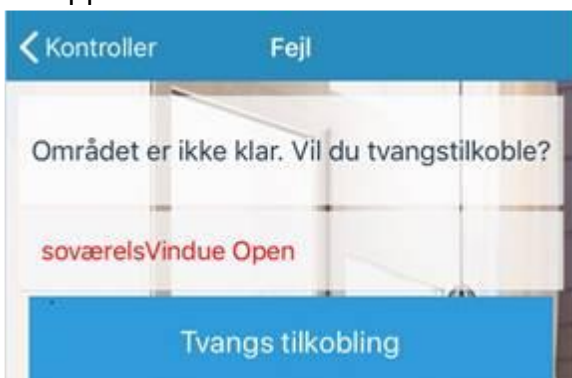 Kontroller
Fejl
Området er ikke klar. Vil du tvangstilkoble?
soværelsVindue Open
Tvangs tilkobling